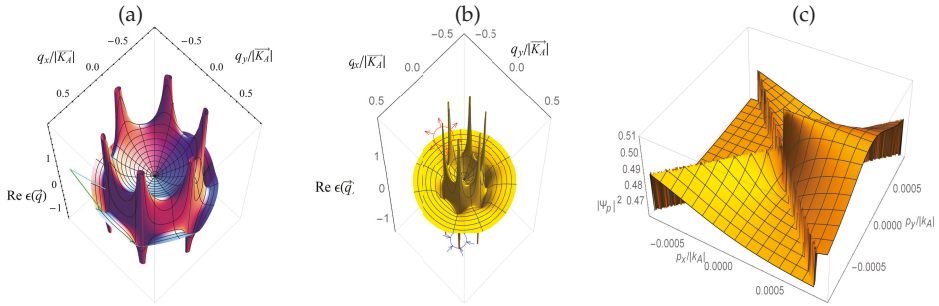 (a)
−0.5
−0.5
q_x/|K_A|
q_y/|K_A|
0.0
0.0
0.5
0.5
1
0
−1
Re ϵ(q⃗)
(b)
−0.5
−0.5
q_x/|K_A|
q_y/|K_A|
0.0
0.0
0.5
0.5
1
0
−1
Re ϵ(q⃗,
(c)
0.51
0.50
0.49
0.48
0.47
|Ψ_p|²
−0.0005
0.0000
0.0005
p_x/|k_A|
0.0005
0.0000
−0.0005
p_y/|k_A|